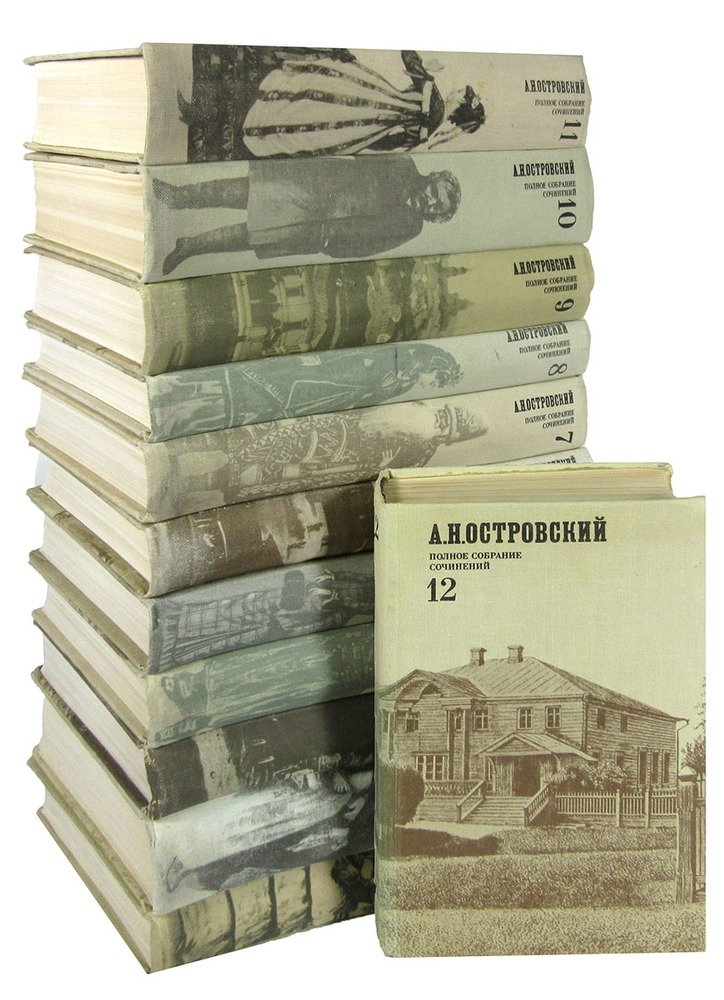 А.Н.ОСТРОВСКИЙ
ПОЛНОЕ СОБРАНИЕ
СОЧИНЕНИЙ
11
А.Н.ОСТРОВСКИЙ
ПОЛНОЕ СОБРАНИЕ
СОЧИНЕНИЙ
10
А.Н.ОСТРОВСКИЙ
ПОЛНОЕ СОБРАНИЕ
СОЧИНЕНИЙ
9
А.Н.ОСТРОВСКИЙ
ПОЛНОЕ СОБРАНИЕ
СОЧИНЕНИЙ
8
А.Н.ОСТРОВСКИЙ
ПОЛНОЕ СОБРАНИЕ
СОЧИНЕНИЙ
7
А.Н.ОСТРОВСКИЙ
ПОЛНОЕ СОБРАНИЕ
СОЧИНЕНИЙ
12